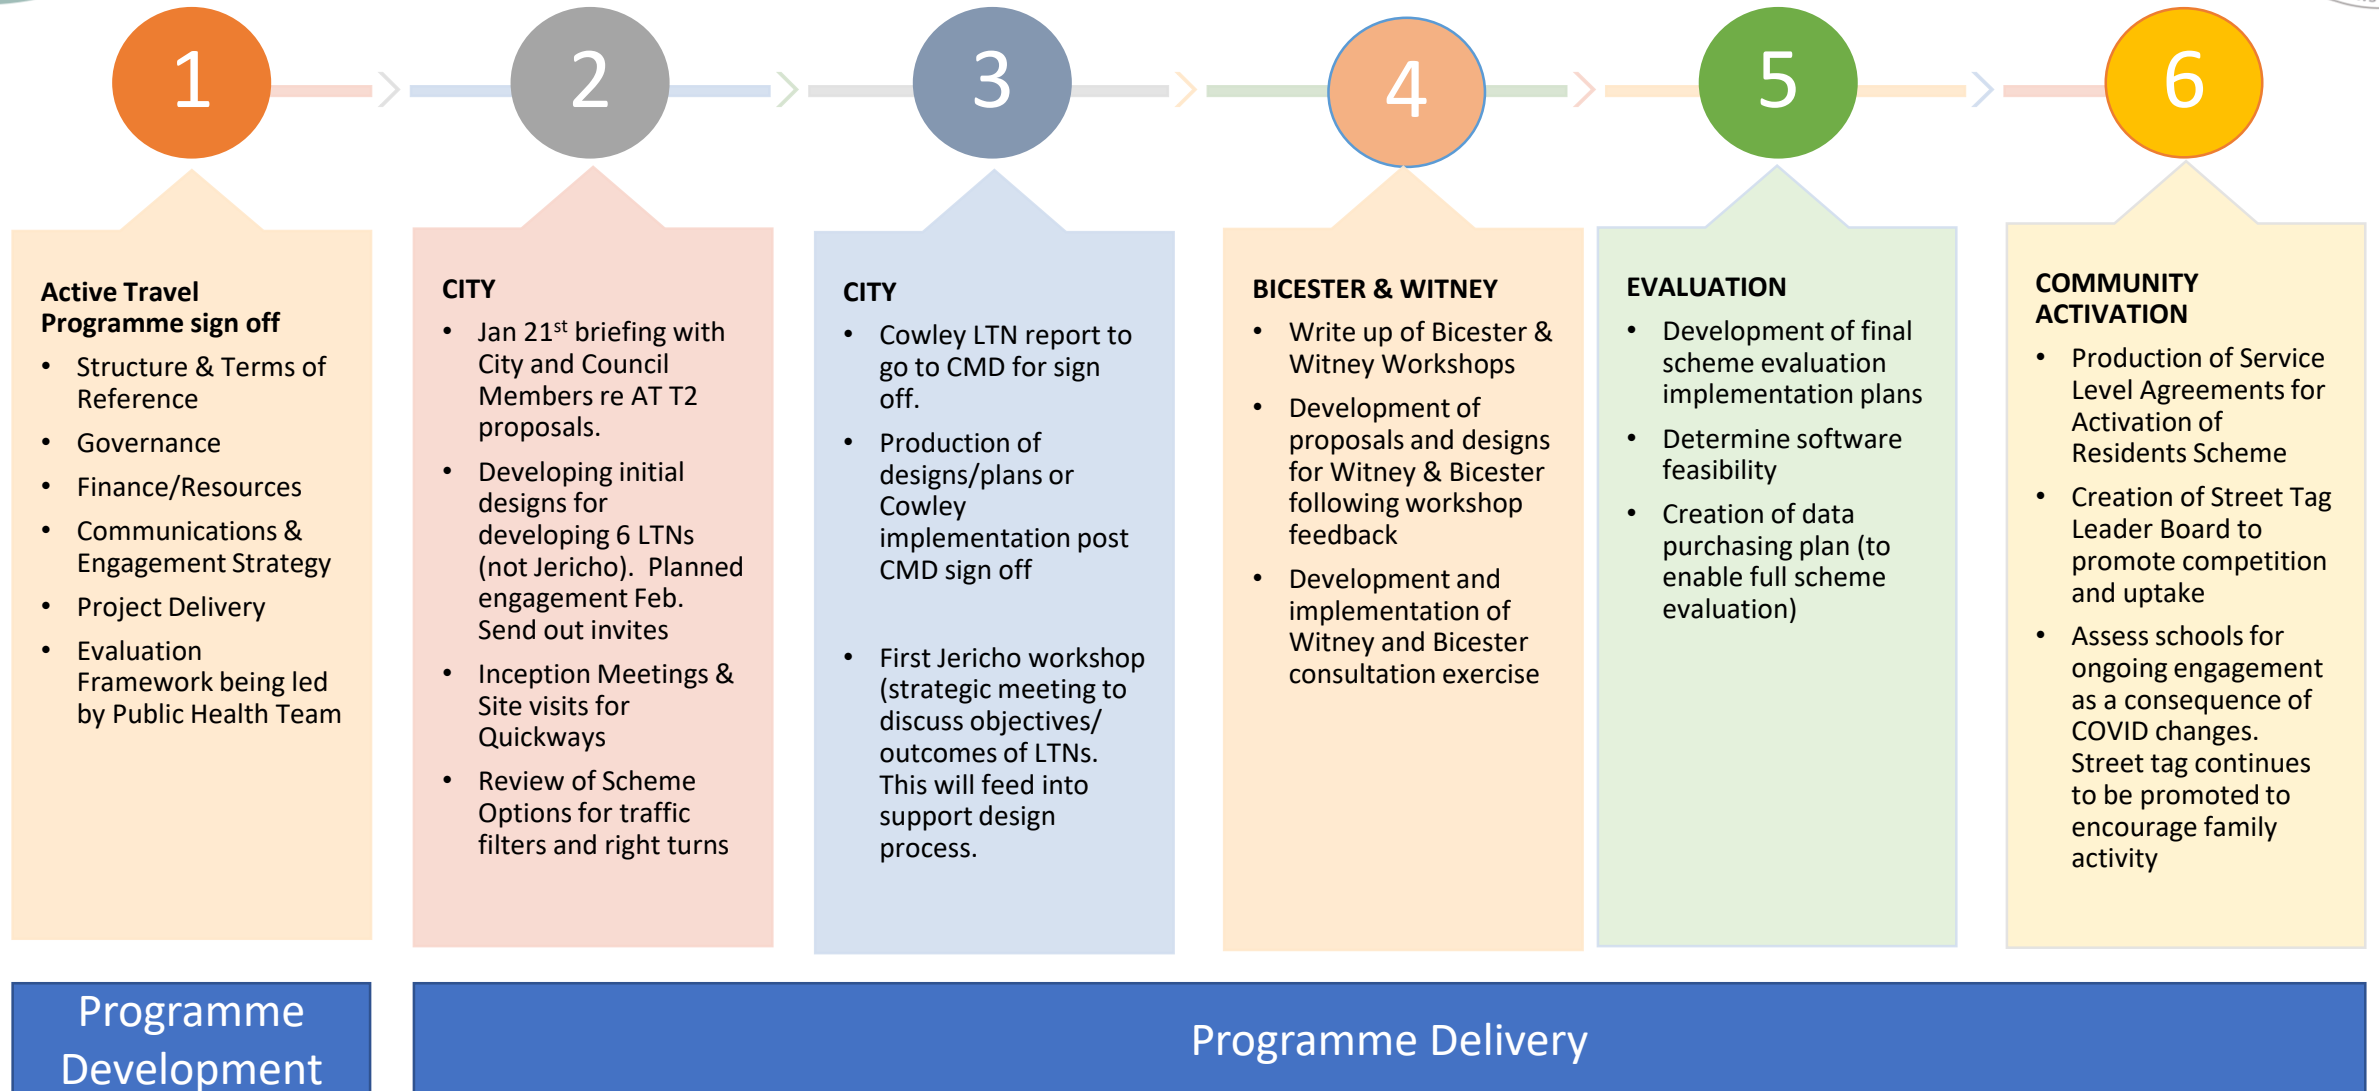 1
2
3
4
5
6
Active Travel
Programme sign off
• Structure & Terms of
Reference
• Governance
• Finance/Resources
• Communications &
Engagement Strategy
• Project Delivery
• Evaluation
Framework being led
by Public Health Team
CITY
• Jan 21st briefing with
City and Council
Members re AT T2
proposals.
• Developing initial
designs for
developing 6 LTNs
(not Jericho). Planned
engagement Feb.
Send out invites
• Inception Meetings &
Site visits for
Quickways
• Review of Scheme
Options for traffic
filters and right turns
CITY
• Cowley LTN report to
go to CMD for sign
off.
• Production of
designs/plans or
Cowley
implementation post
CMD sign off
• First Jericho workshop
(strategic meeting to
discuss objectives/
outcomes of LTNs.
This will feed into
support design
process.
BICESTER & WITNEY
• Write up of Bicester &
Witney Workshops
• Development of
proposals and designs
for Witney & Bicester
following workshop
feedback
• Development and
implementation of
Witney and Bicester
consultation exercise
EVALUATION
• Development of final
scheme evaluation
implementation plans
• Determine software
feasibility
• Creation of data
purchasing plan (to
enable full scheme
evaluation)
COMMUNITY
ACTIVATION
• Production of Service
Level Agreements for
Activation of
Residents Scheme
• Creation of Street Tag
Leader Board to
promote competition
and uptake
• Assess schools for
ongoing engagement
as a consequence of
COVID changes.
Street tag continues
to be promoted to
encourage family
activity
Programme
Development
Programme Delivery